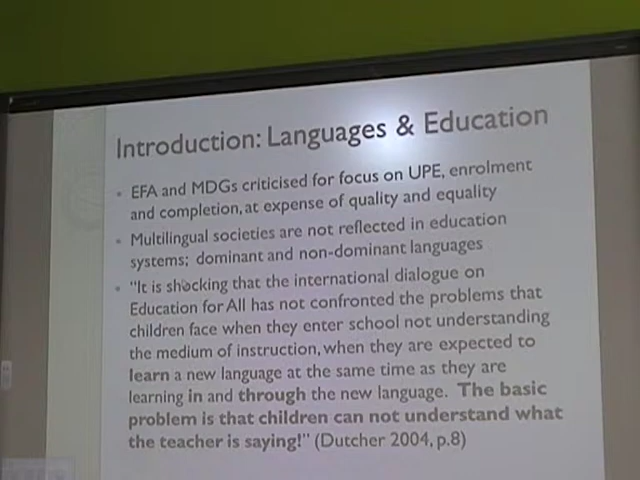 Introduction: Languages & Education
• EFA and MDGs criticised for focus on UPE, enrolment
and completion, at expense of quality and equality
• Multilingual societies are not reflected in education
systems; dominant and non-dominant languages
• "It is shocking that the international dialogue on
Education for All has not confronted the problems that
children face when they enter school not understanding
the medium of instruction, when they are expected to
learn a new language at the same time as they are
learning in and through the new language. The basic
problem is that children can not understand what
the teacher is saying!" (Dutcher 2004, p.8)